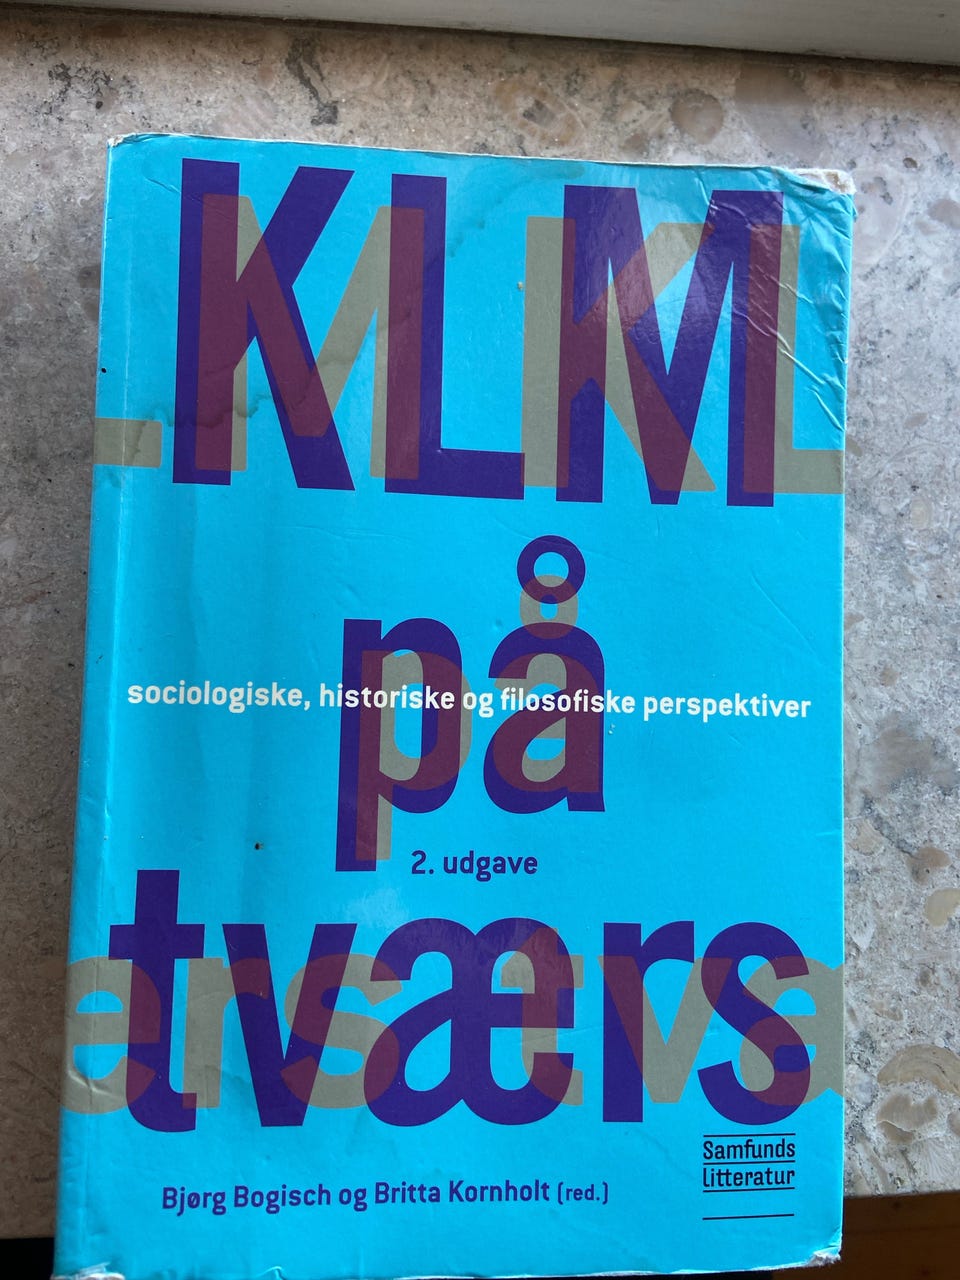 KLM
på
sociologiske, historiske og filosofiske perspektiver
2. udgave
tværs
Samfunds
litteratur
Bjørg Bogisch og Britta Kornholt (red.)